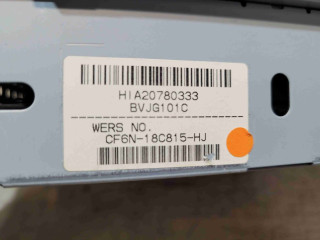 HIA20780333
BVJG101C
WERS NO.
CF6N-18C815-HJ